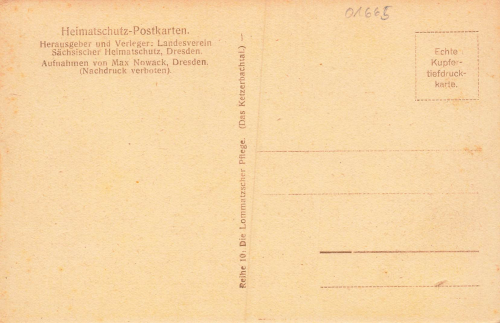 Heimatschutz-Postkarten.
Herausgeber und Verleger: Landesverein
Sächsischer Heimatschutz, Dresden.
Aufnahmen von Max Nowack, Dresden.
(Nachdruck verboten).
Reihe 10. Die Lommatzscher Pflege. (Das Ketzerbachtal.)
01665
Echte
Kupfer-
tiefdruck-
karte.